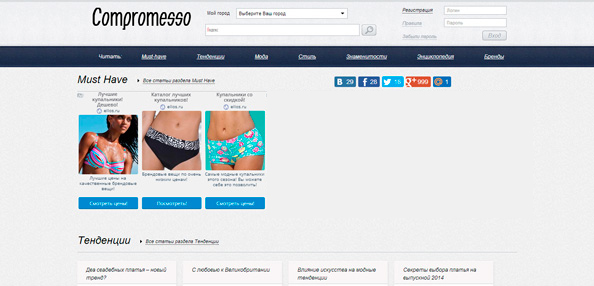 Compromesso
Мой город
Выберите Ваш город
Поиск
Регистрация
Логин
Правила
Пароль
Забыли пароль
Вход
Читать: Must-have Тенденции Мода Стиль Знаменитости Энциклопедия Бренды
Must Have
Все статьи раздела Must Have
29 26 15 999 1
Лучшие
купальники!
Дешево!
ellos.ru
Лучшие цены на
качественные брендовые
вещи!
Смотреть цены!
Каталог лучших
купальников!
ellos.ru
Брендовые вещи по очень
низким ценам!
Посмотреть!
Купальники со
скидкой!
ellos.ru
Самые модные купальники
этого сезона! Вы можете
себе это позволить!
Смотреть цены!
Тенденции
Все статьи раздела Тенденции
Два свадебных платья – новый
тренд?
С любовью к Великобритании
Влияние искусства на модные
тенденции
Секреты выбора платья на
выпускной 2014